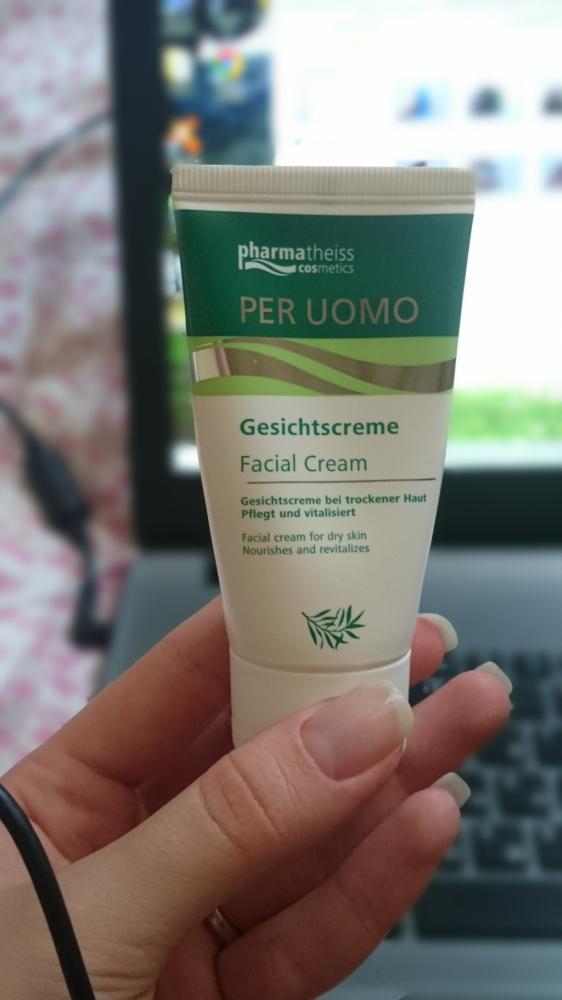 pharmatheiss
cosmetics
PER UOMO
Gesichtscreme
Facial Cream
Gesichtscreme bei trockener Haut
Pflegt und vitalisiert
Facial cream for dry skin
Nourishes and revitalizes